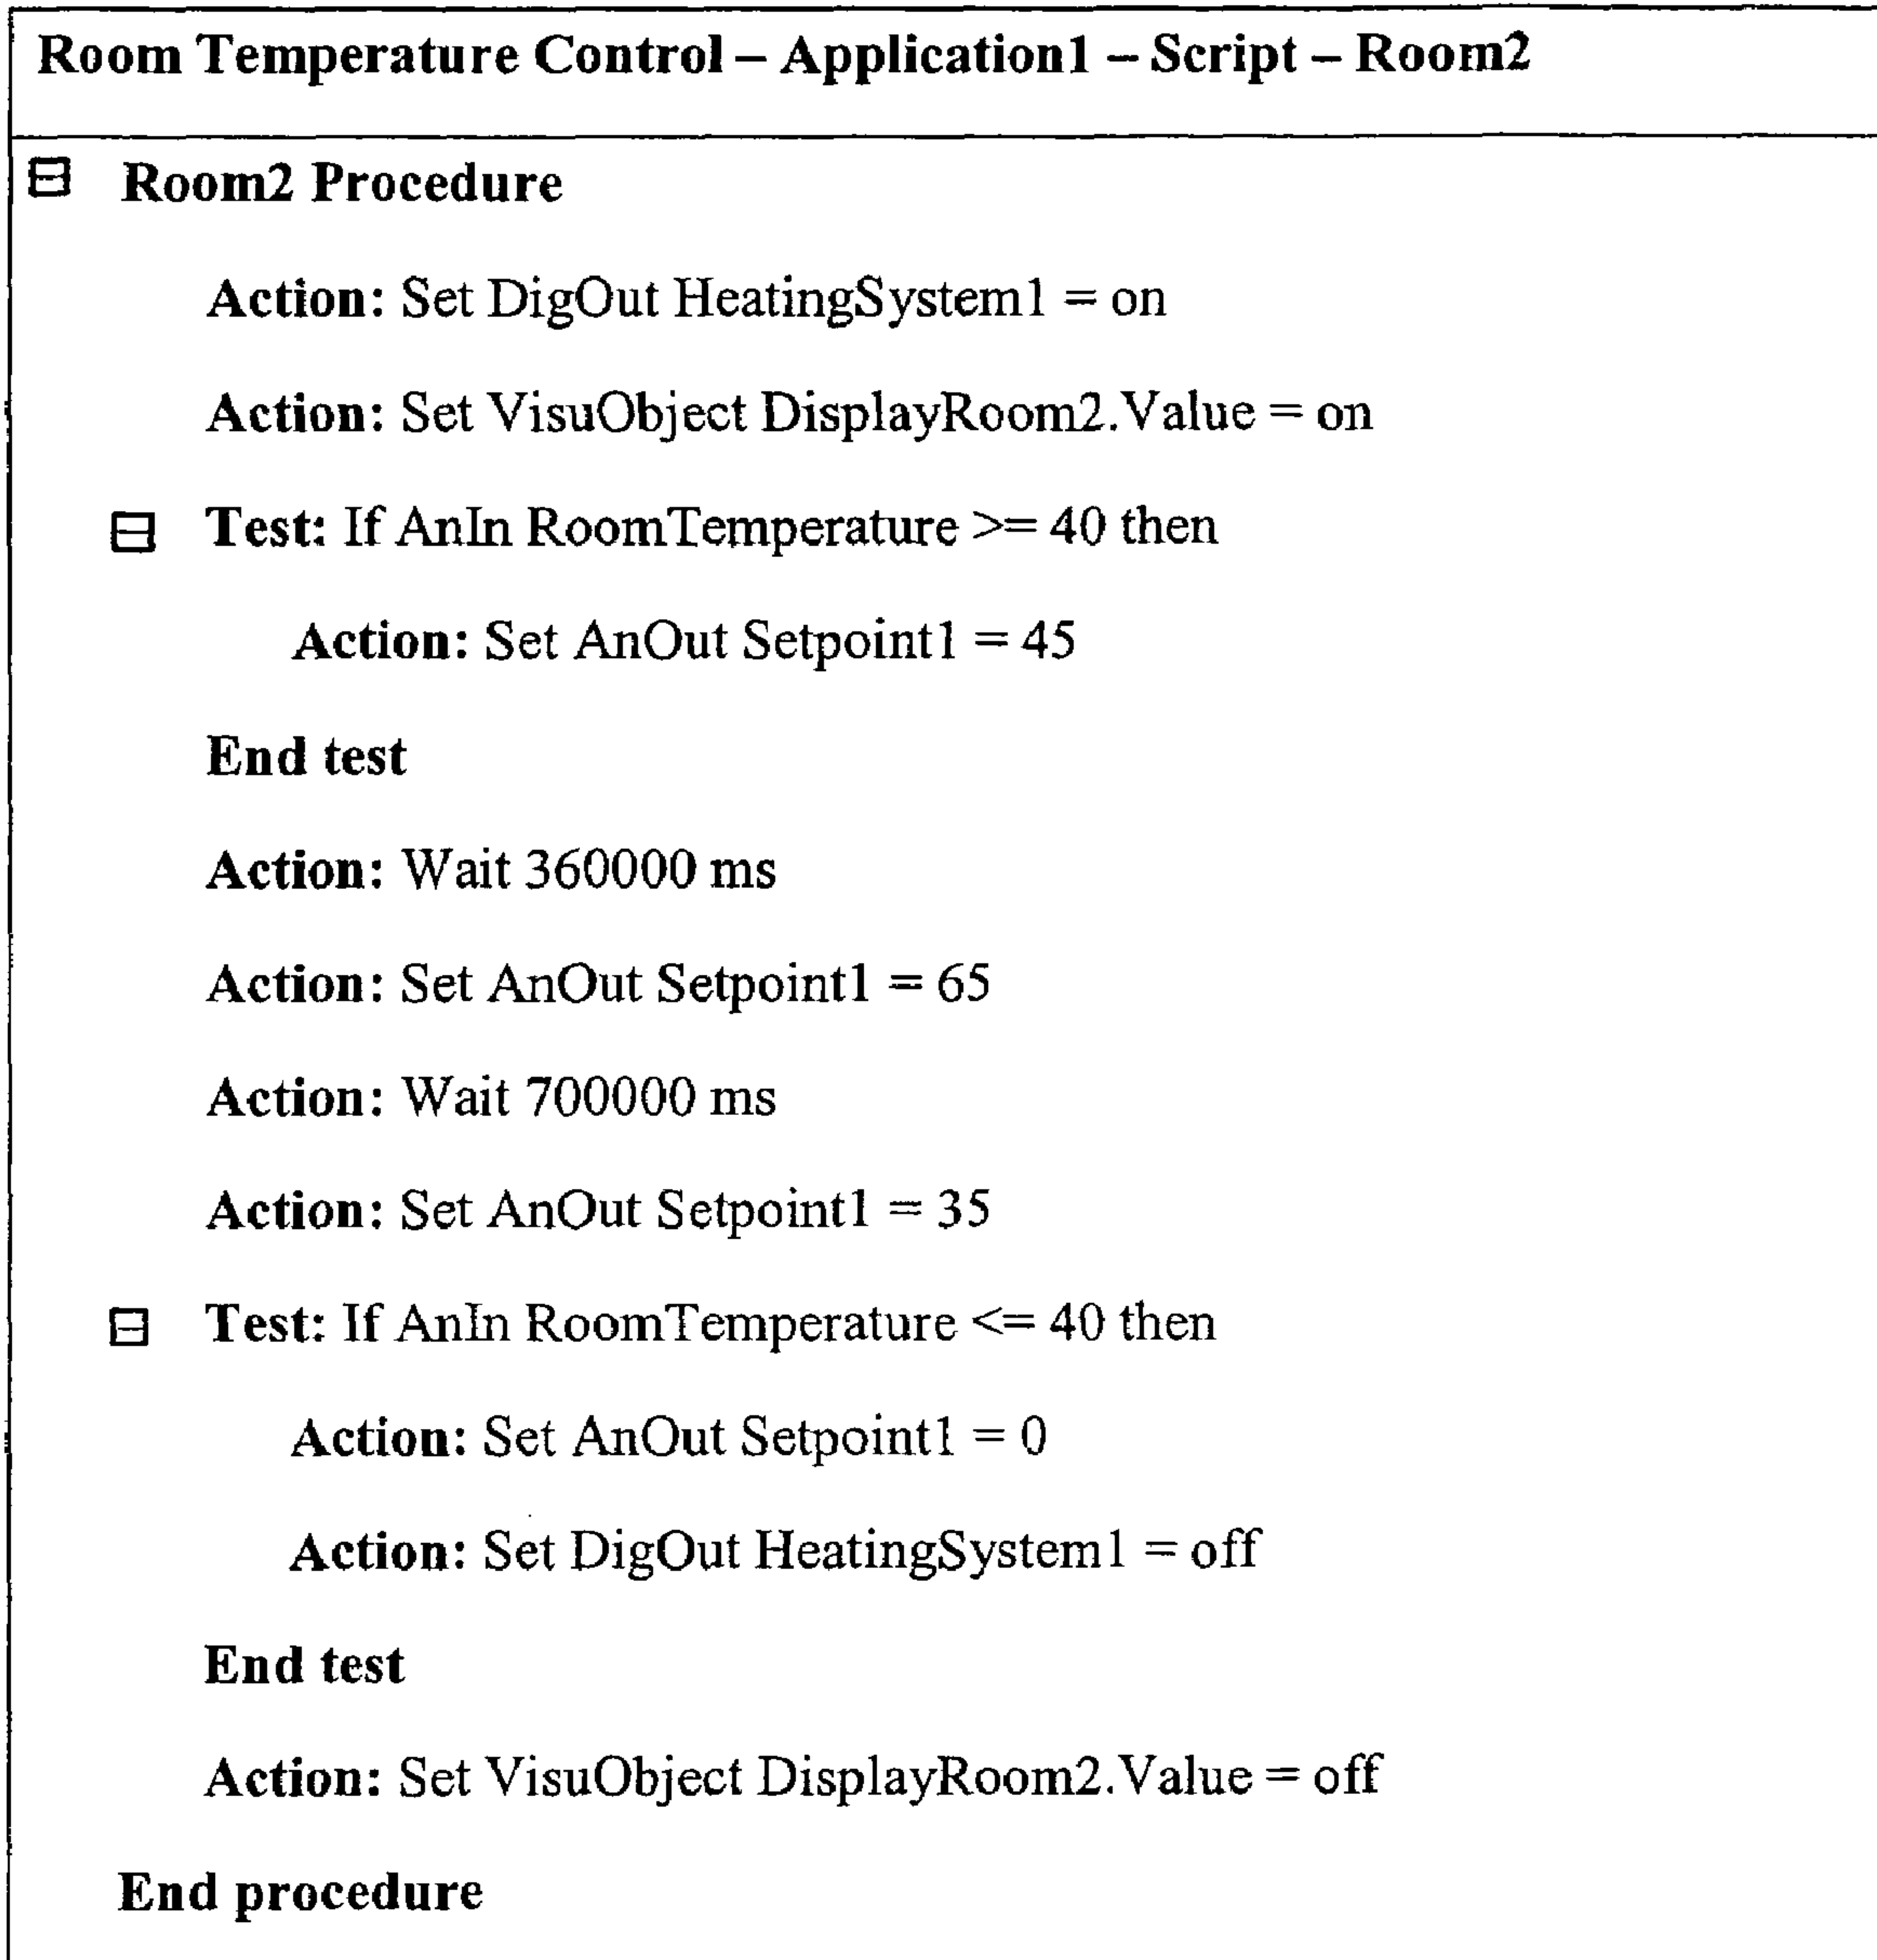 Room Temperature Control – Application1 – Script – Room2
Room2 Procedure
Action: Set DigOut HeatingSystem1 = on
Action: Set VisuObject DisplayRoom2.Value = on
Test: If AnIn RoomTemperature >= 40 then
Action: Set AnOut Setpoint1 = 45
End test
Action: Wait 360000 ms
Action: Set AnOut Setpoint1 = 65
Action: Wait 700000 ms
Action: Set AnOut Setpoint1 = 35
Test: If AnIn RoomTemperature <= 40 then
Action: Set AnOut Setpoint1 = 0
Action: Set DigOut HeatingSystem1 = off
End test
Action: Set VisuObject DisplayRoom2.Value = off
End procedure